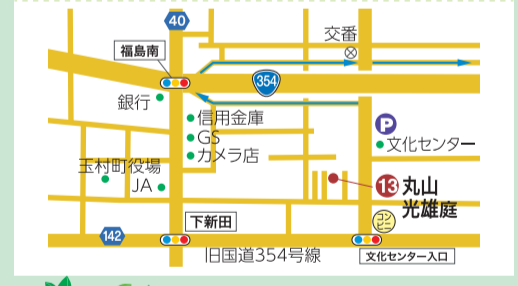 40
交番
福島南
354
銀行
信用金庫
GS
カメラ店
P
文化センター
玉村町役場
JA
13 丸山
光雄庭
コンビニ
下新田
142
旧国道354号線
文化センター入口